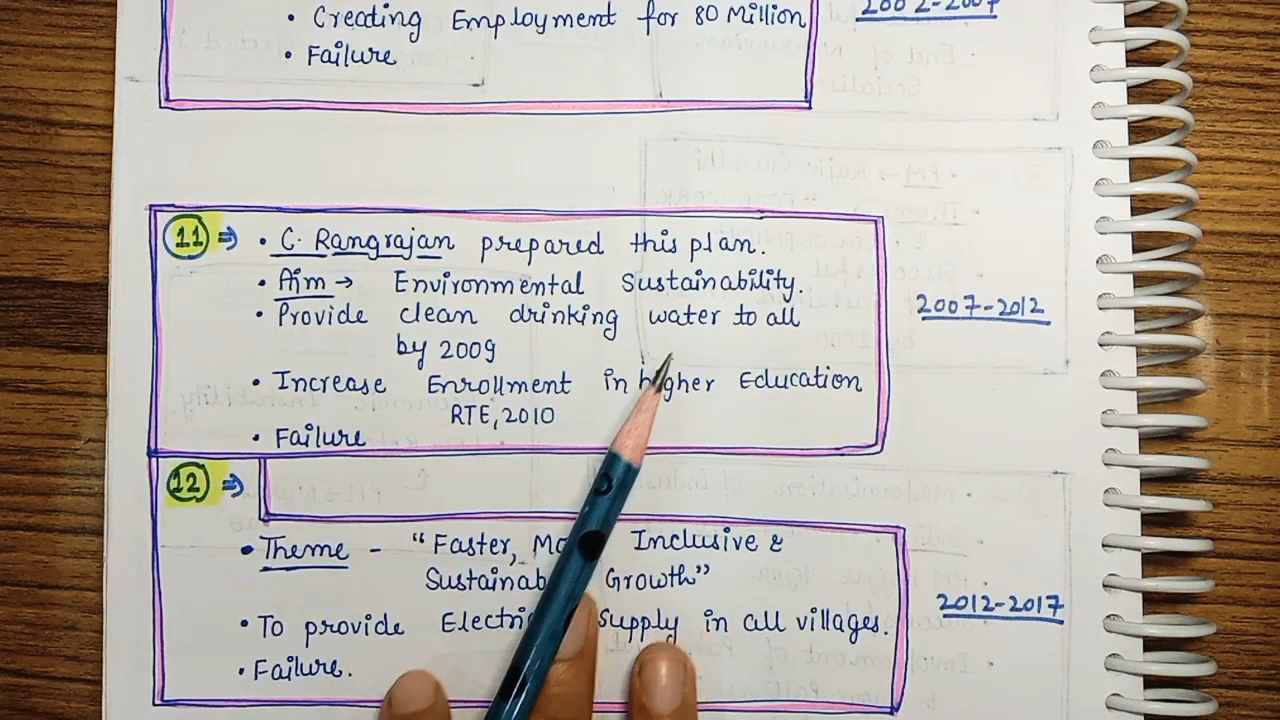 • Creating Employment for 80 Million
2002-2007
• Failure
11 ⇒ • C. Rangrajan prepared this plan.
• Aim → Environmental Sustainability.
• Provide clean drinking water to all
by 2009
2007-2012
• Increase Enrollment in higher Education
RTE, 2010
• Failure
12 ⇒
• Theme - "Faster, Inclusive &
Growth"
2012-2017
• To provide Supply in all villages.
• Failure.